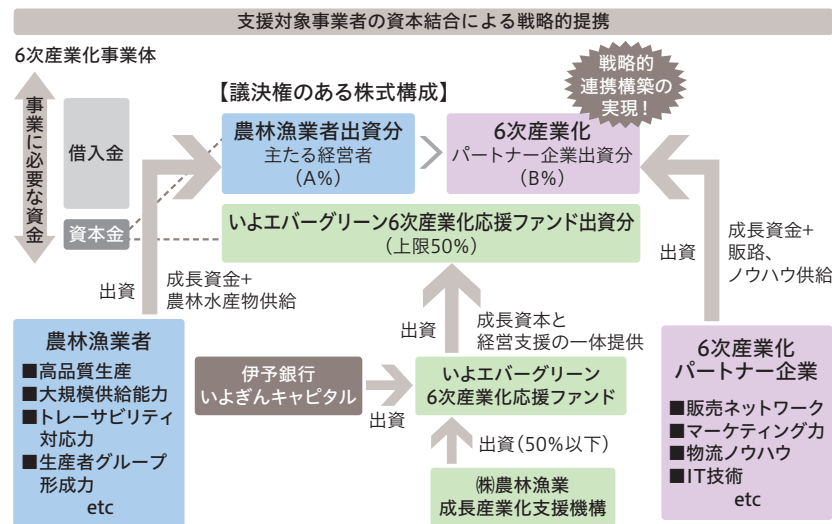 支援対象事業者の資本結合による戦略的提携
6次産業化事業体
事業に必要な資金
借入金
資本金
【議決権のある株式構成】
戦略的
連携構築の
実現！
農林漁業者出資分
主たる経営者
(A%)
6次産業化
パートナー企業出資分
(B%)
いよエバーグリーン6次産業化応援ファンド出資分
(上限50%)
出資
成長資金+
農林水産物供給
出資
成長資本と
経営支援の一体提供
出資
成長資金+
販路、
ノウハウ供給
農林漁業者
■高品質生産
■大規模供給能力
■トレーサビリティ
対応力
■生産者グループ
形成力
etc
伊予銀行
いよぎんキャピタル
出資
いよエバーグリーン
6次産業化応援ファンド
出資(50%以下)
㈱農林漁業
成長産業化支援機構
6次産業化
パートナー企業
■販売ネットワーク
■マーケティング力
■物流ノウハウ
■IT技術
etc